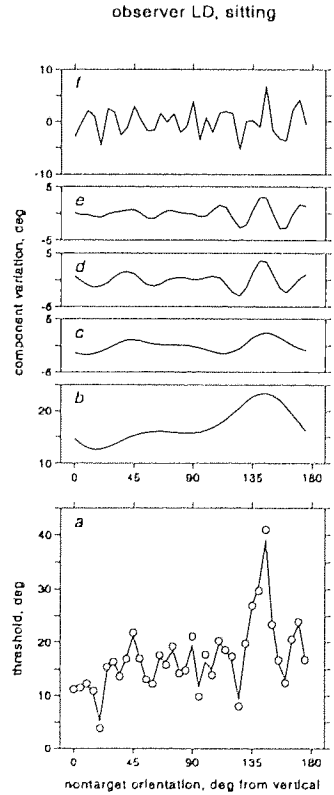 observer LD, sitting
f
10
0
-10
e
5
-5
d
5
-5
c
5
-5
b
20
10
0
45
90
135
180
component variation, deg
a
40
30
20
10
0
threshold, deg
0
45
90
135
180
nontarget orientation, deg from vertical